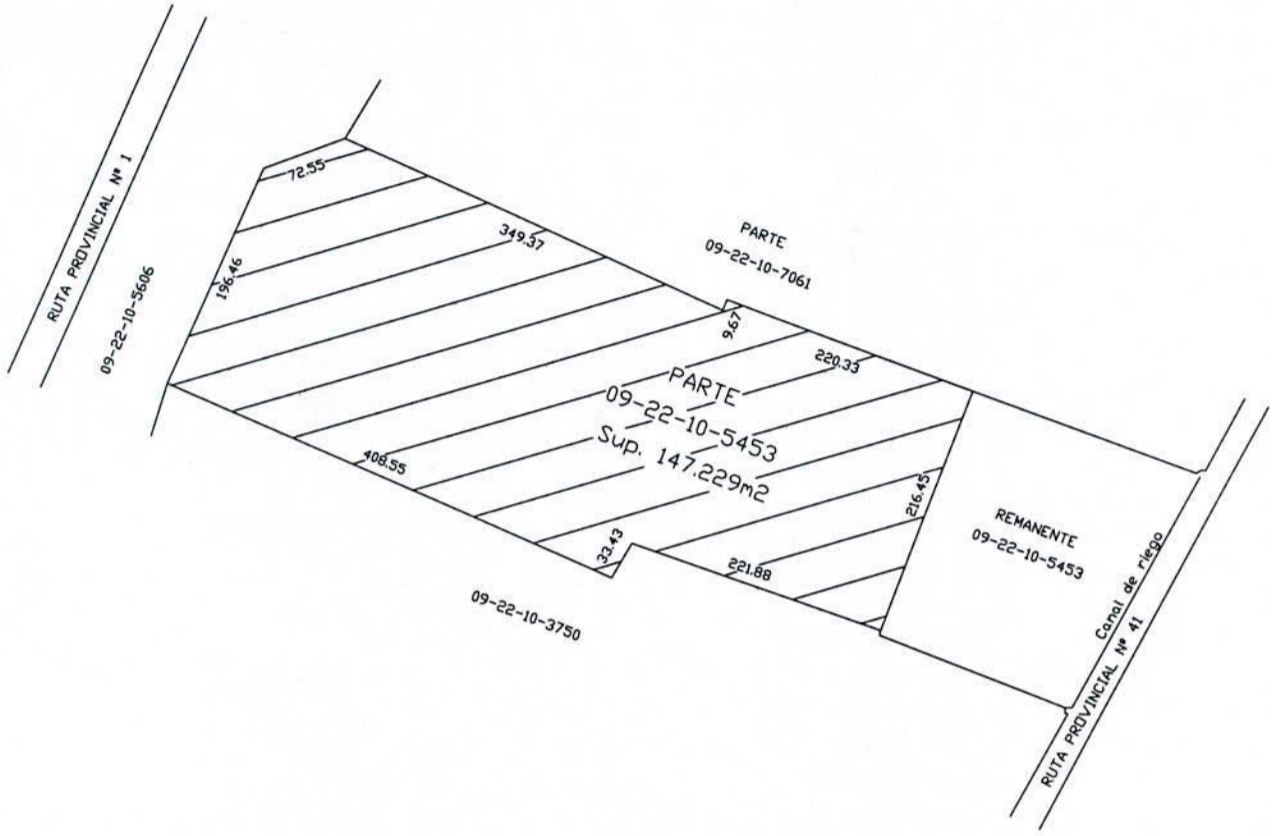 RUTA PROVINCIAL Nº 1
09-22-10-5606
72.55
196.46
349.37
PARTE
09-22-10-7061
9.67
220.33
PARTE
09-22-10-5453
Sup. 147.229m2
408.55
33.43
221.88
216.45
09-22-10-3750
REMANENTE
09-22-10-5453
Canal de riego
RUTA PROVINCIAL Nº 41